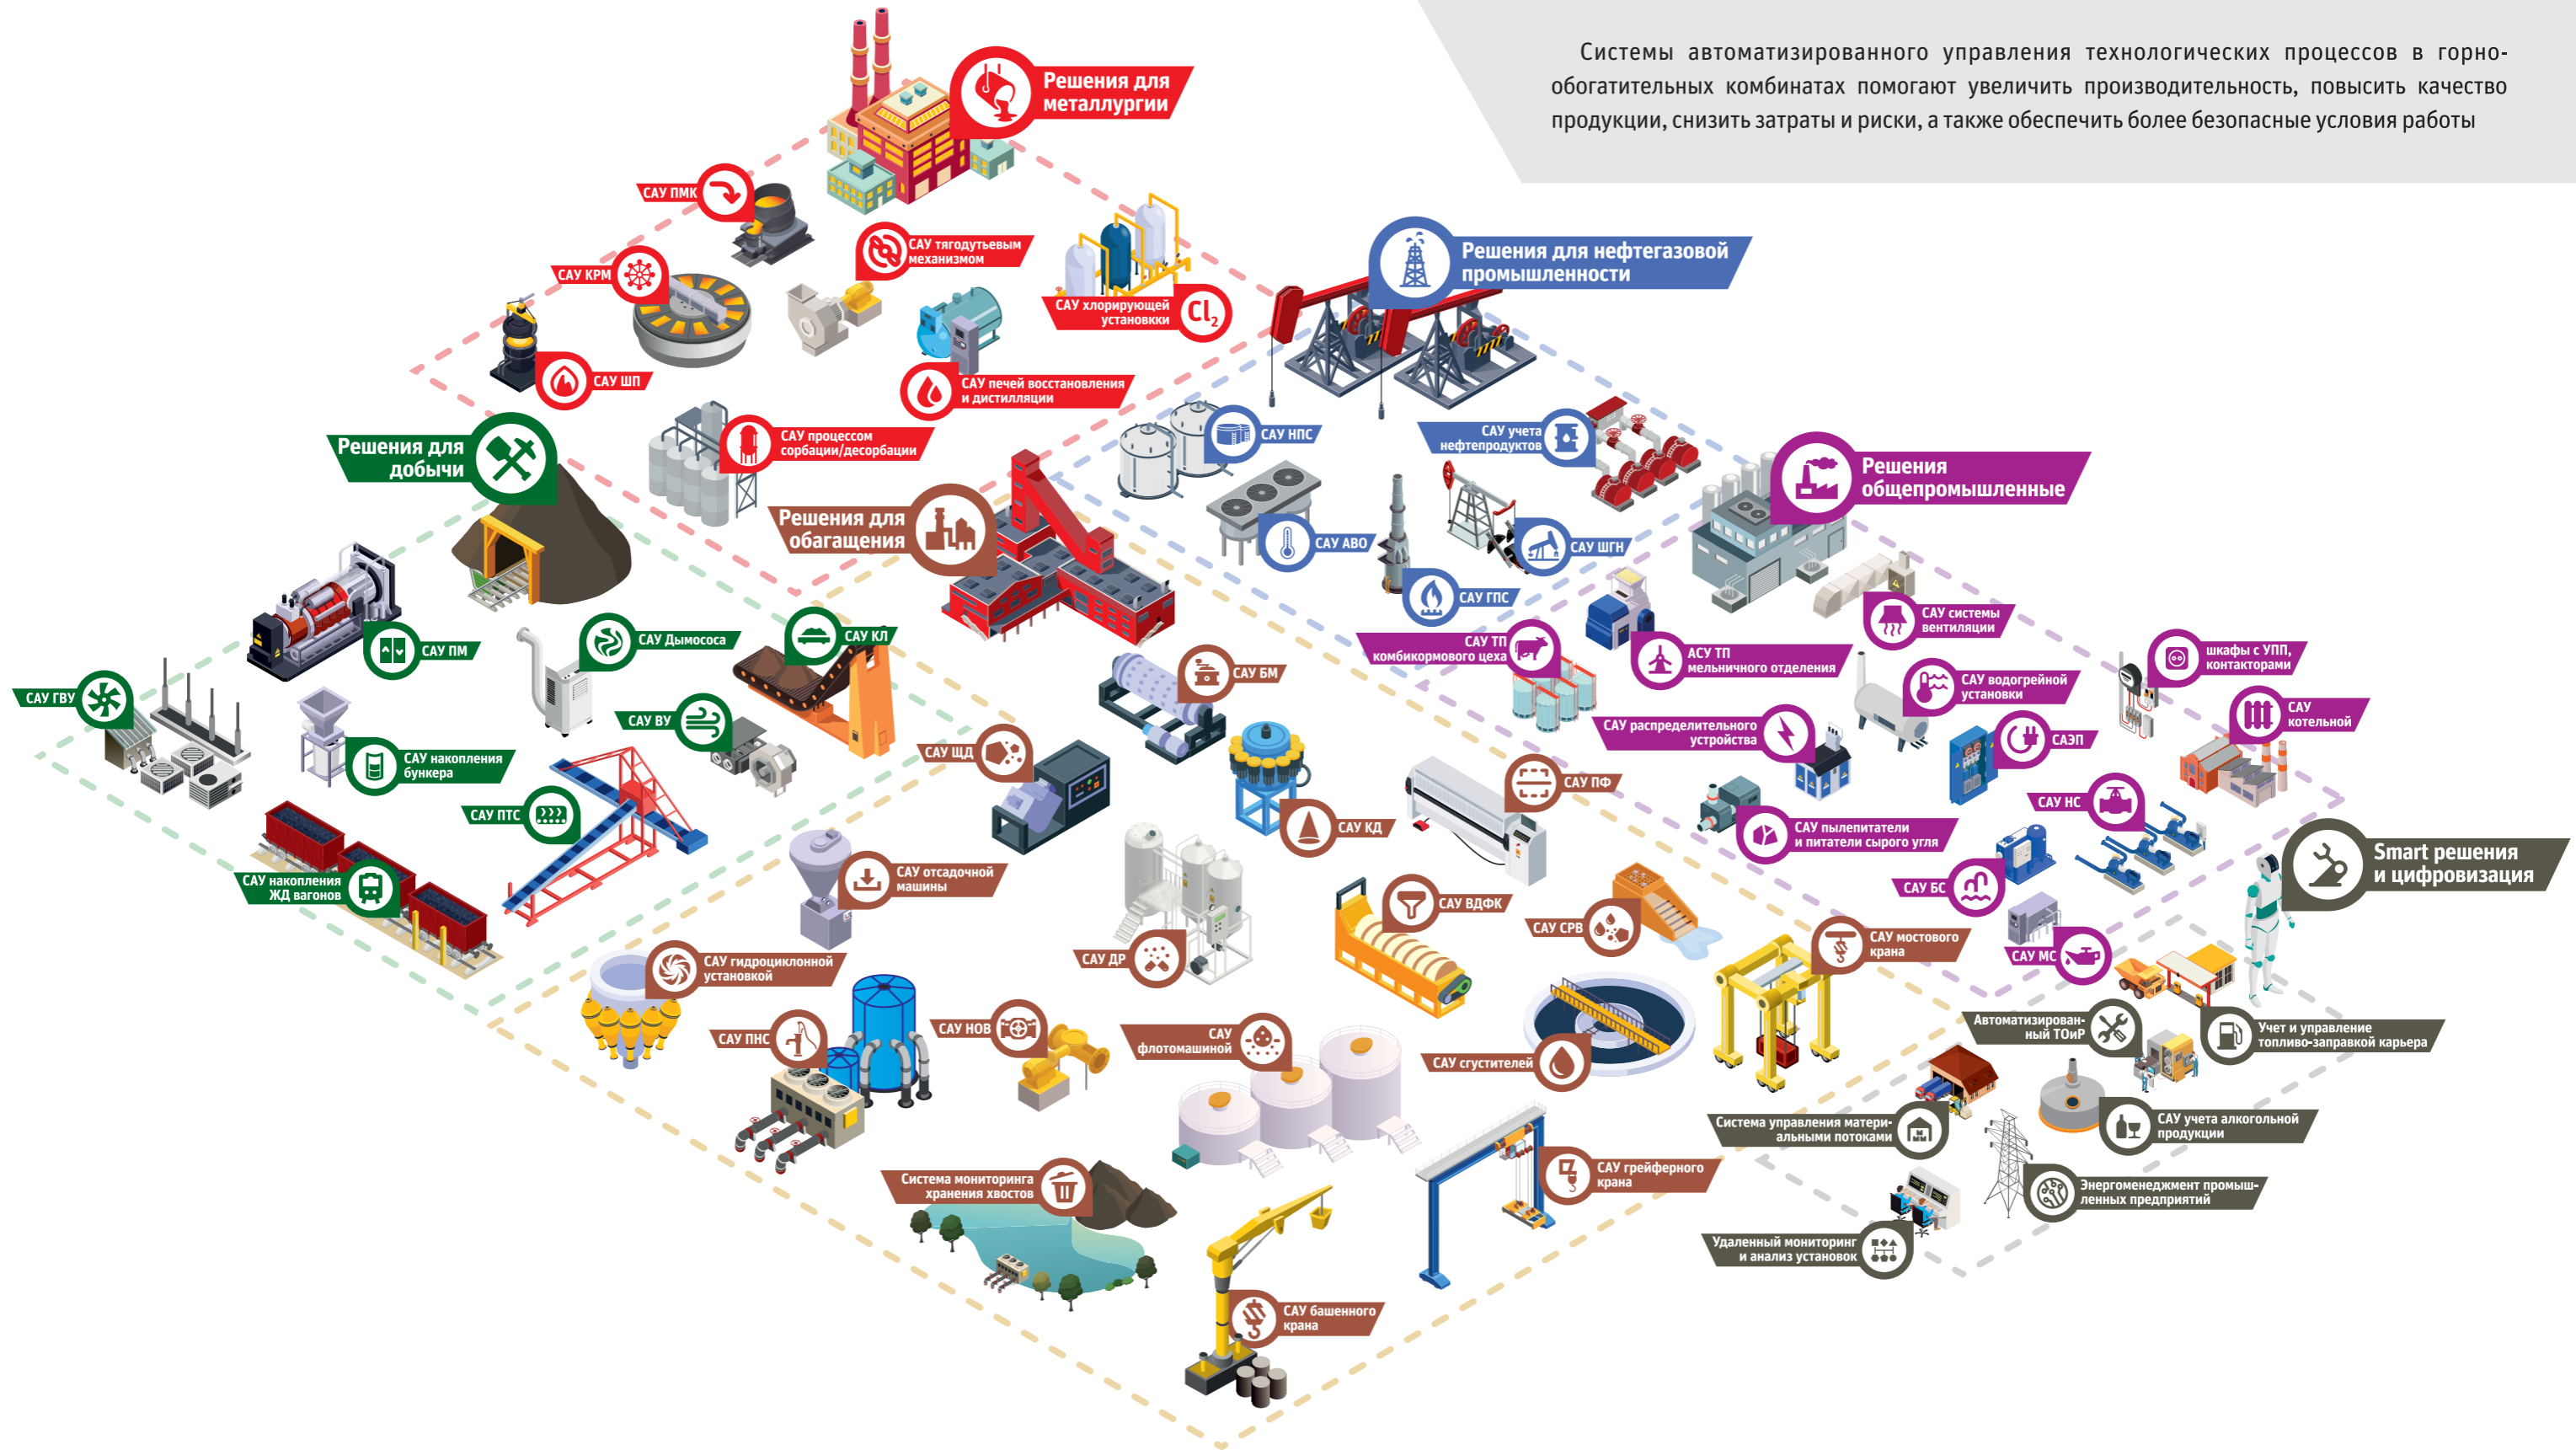 Системы автоматизированного управления технологических процессов в горно-
обогатительных комбинатах помогают увеличить производительность, повысить качество
продукции, снизить затраты и риски, а также обеспечить более безопасные условия работы
Решения для
металлургии
САУ ПМК
САУ тягодутьевым
механизмом
САУ КРМ
САУ хлорирующей
установкки
Cl2
САУ ШП
САУ печей восстановления
и дистилляции
САУ процессом
сорбации/десорбации
Решения для нефтегазовой
промышленности
САУ НПС
САУ учета
нефтепродуктов
САУ АВО
САУ ШГН
САУ ГПС
Решения для
добычи
САУ ПМ
САУ Дымососа
САУ КЛ
САУ ГВУ
САУ ВУ
САУ накопления
бункера
САУ ПТС
САУ накопления
ЖД вагонов
Решения для
обагащения
САУ БМ
САУ ЩД
САУ ПФ
САУ КД
САУ отсадочной
машины
САУ ВДФК
САУ СРВ
САУ мостового
крана
САУ ДР
САУ гидроциклонной
установкой
САУ ПНС
САУ НОВ
САУ
флотомашиной
САУ сгустителей
Система мониторинга
хранения хвостов
САУ грейферного
крана
САУ башенного
крана
Решения
общепромышленные
САУ системы
вентиляции
САУ ТП
комбикормового цеха
АСУ ТП
мельничного отделения
шкафы с УПП,
контакторами
САУ водогрейной
установки
САУ
котельной
САУ распределительного
устройства
САЭП
САУ НС
САУ пылепитатели
и питатели сырого угля
САУ БС
САУ МС
Smart решения
и цифровизация
Автоматизирован-
ный ТОиР
Учет и управление
топливо-заправкой карьера
Система управления матери-
альными потоками
САУ учета алкогольной
продукции
Энергоменеджмент промыш-
ленных предприятий
Удаленный мониторинг
и анализ установок